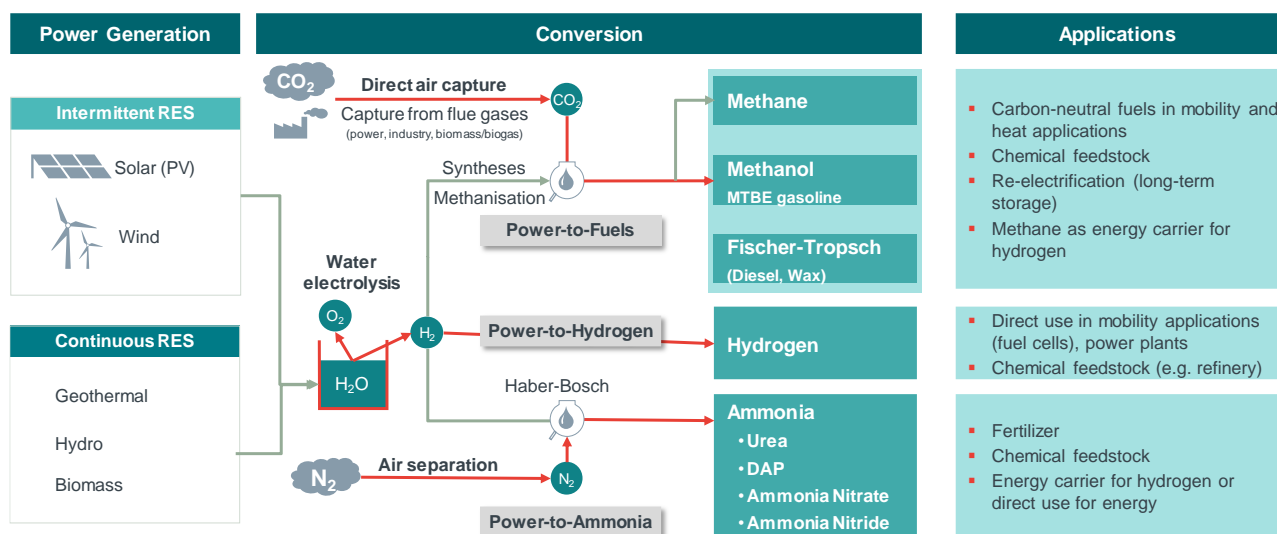 Power Generation
Conversion
Applications
Intermittent RES
Solar (PV)
Wind
Continuous RES
Geothermal
Hydro
Biomass
CO2
Direct air capture
Capture from flue gases
(power, industry, biomass/biogas)
CO2
Syntheses
Methanisation
Power-to-Fuels
Water
electrolysis
O2
H2O
H2
Power-to-Hydrogen
Haber-Bosch
N2
Air separation
N2
Power-to-Ammonia
Methane
Methanol
MTBE gasoline
Fischer-Tropsch
(Diesel, Wax)
Hydrogen
Ammonia
• Urea
• DAP
• Ammonia Nitrate
• Ammonia Nitride
▪ Carbon-neutral fuels in mobility and
heat applications
▪ Chemical feedstock
▪ Re-electrification (long-term
storage)
▪ Methane as energy carrier for
hydrogen
▪ Direct use in mobility applications
(fuel cells), power plants
▪ Chemical feedstock (e.g. refinery)
▪ Fertilizer
▪ Chemical feedstock
▪ Energy carrier for hydrogen or
direct use for energy